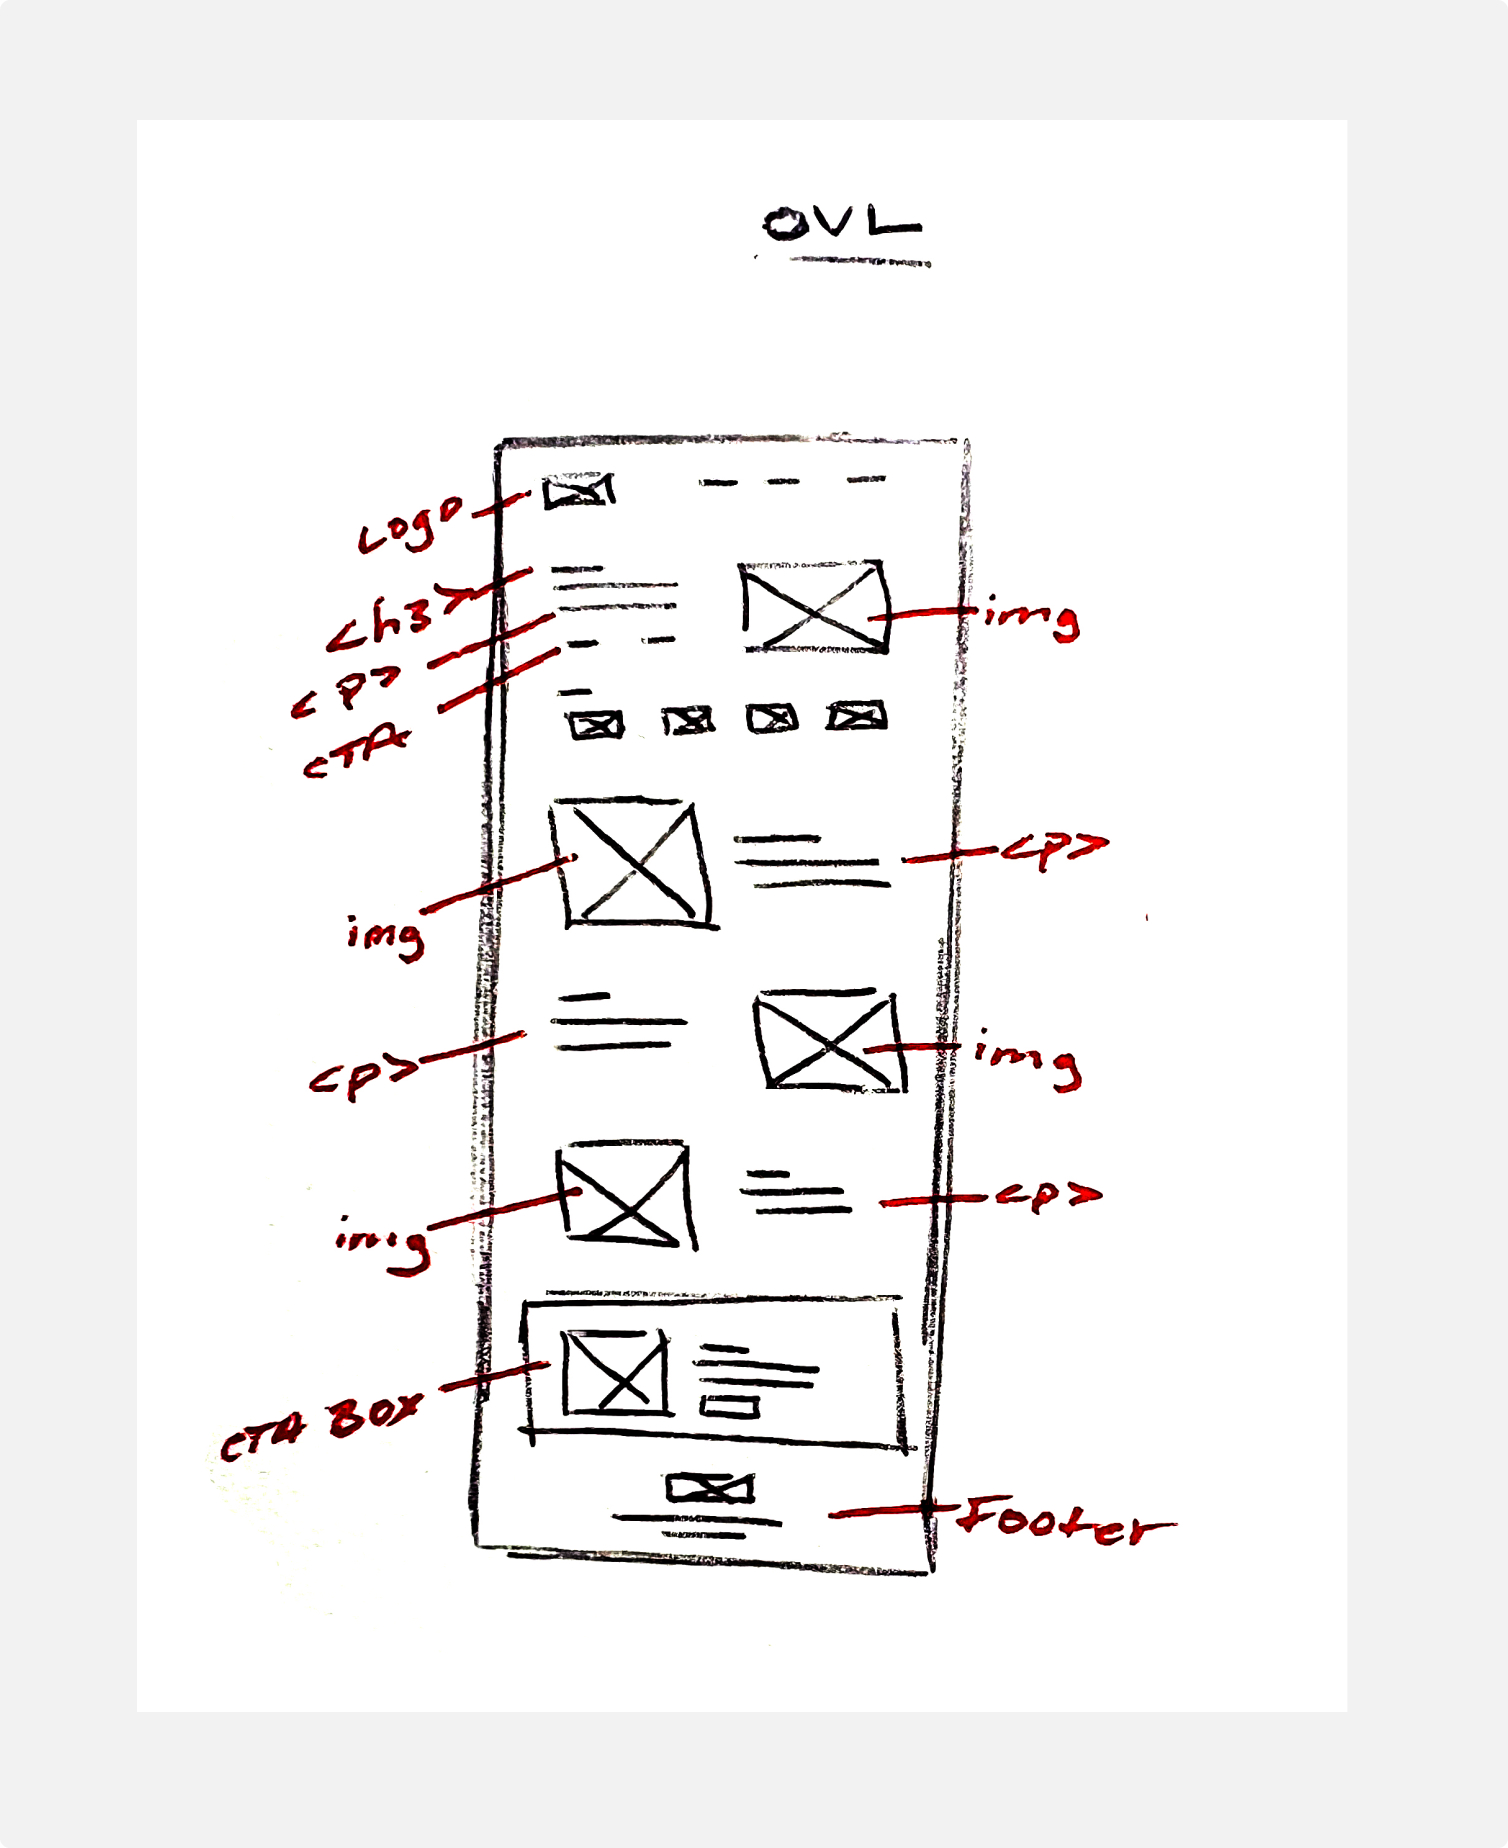 OVL
Logo
<h3>
<p>
CTA
img
img
<p>
<p>
img
img
<p>
CTA BOX
Footer